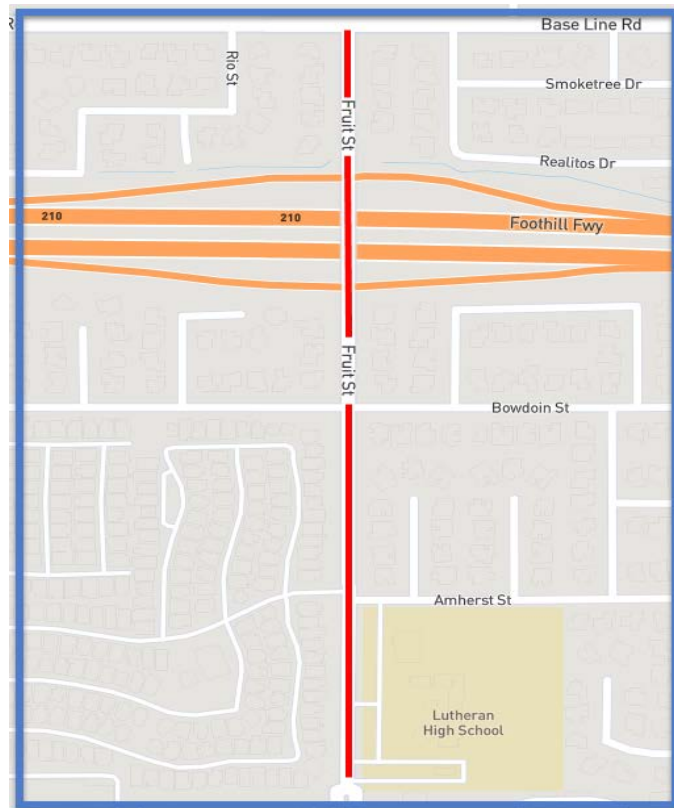 Base Line Rd
Rio St
Smoketree Dr
Fruit St
Realitos Dr
210
210
Foothill Fwy
Fruit St
Bowdoin St
Amherst St
Lutheran
High School